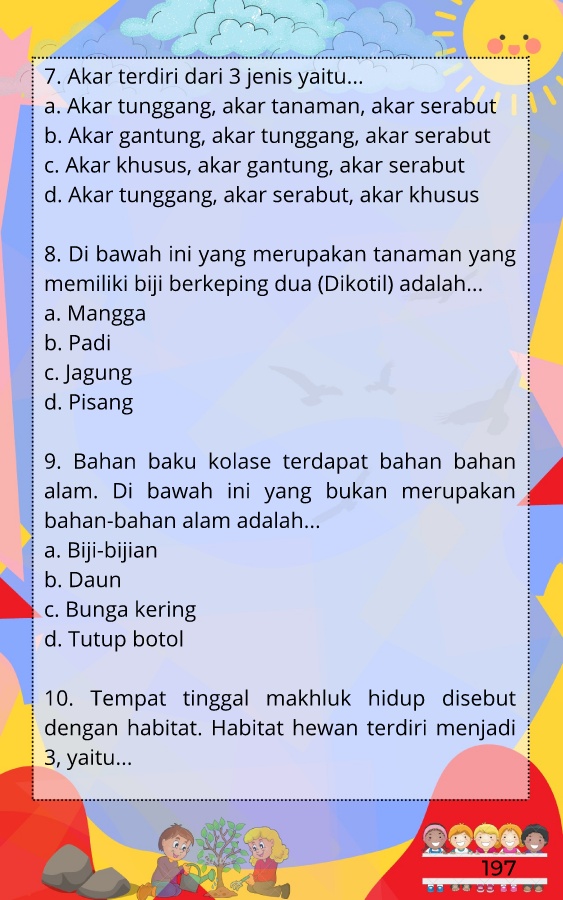 7. Akar terdiri dari 3 jenis yaitu...
a. Akar tunggang, akar tanaman, akar serabut
b. Akar gantung, akar tunggang, akar serabut
c. Akar khusus, akar gantung, akar serabut
d. Akar tunggang, akar serabut, akar khusus
8. Di bawah ini yang merupakan tanaman yang
memiliki biji berkeping dua (Dikotil) adalah...
a. Mangga
b. Padi
c. Jagung
d. Pisang
9. Bahan baku kolase terdapat bahan bahan
alam. Di bawah ini yang bukan merupakan
bahan-bahan alam adalah...
a. Biji-bijian
b. Daun
c. Bunga kering
d. Tutup botol
10. Tempat tinggal makhluk hidup disebut
dengan habitat. Habitat hewan terdiri menjadi
3, yaitu...
197